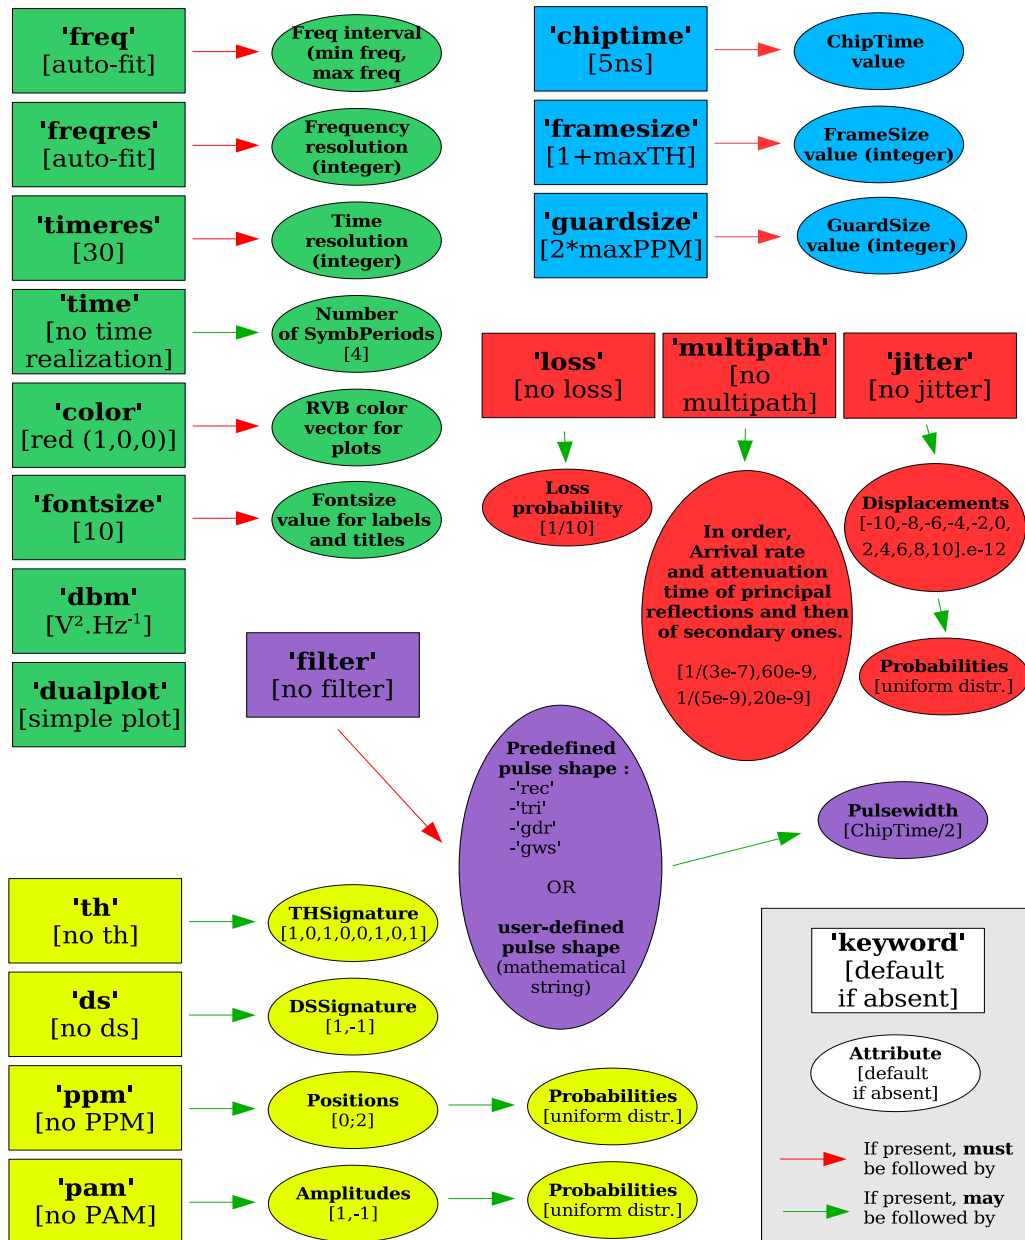 'freq'
[auto-fit]
Freq interval
(min freq,
max freq
'freqres'
[auto-fit]
Frequency
resolution
(integer)
'timeres'
[30]
Time
resolution
(integer)
'time'
[no time
realization]
Number
of SymbPeriods
[4]
'color'
[red (1,0,0)]
RVB color
vector for
plots
'fontsize'
[10]
Fontsize
value for labels
and titles
'dbm'
[V².Hz⁻¹]
'dualplot'
[simple plot]
'chiptime'
[5ns]
ChipTime
value
'framesize'
[1+maxTH]
FrameSize
value (integer)
'guardsize'
[2*maxPPM]
GuardSize
value (integer)
'loss'
[no loss]
Loss
probability
[1/10]
'multipath'
[no
multipath]
In order,
Arrival rate
and attenuation
time of principal
reflections and then
of secondary ones.
[1/(3e-7),60e-9,
1/(5e-9),20e-9]
'jitter'
[no jitter]
Displacements
[-10,-8,-6,-4,-2,0,
2,4,6,8,10].e-12
Probabilities
[uniform distr.]
'filter'
[no filter]
Predefined
pulse shape :
-'rec'
-'tri'
-'gdr'
-'gws'
OR
user-defined
pulse shape
(mathematical
string)
Pulsewidth
[ChipTime/2]
'th'
[no th]
THSignature
[1,0,1,0,0,1,0,1]
'ds'
[no ds]
DSSignature
[1,-1]
'ppm'
[no PPM]
Positions
[0;2]
Probabilities
[uniform distr.]
'pam'
[no PAM]
Amplitudes
[1,-1]
Probabilities
[uniform distr.]
'keyword'
[default
if absent]
Attribute
[default
if absent]
If present, must
be followed by
If present, may
be followed by